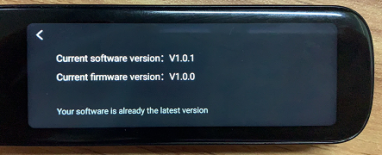 Current software version： V1.0.1
Current firmware version： V1.0.0
Your software is already the latest version